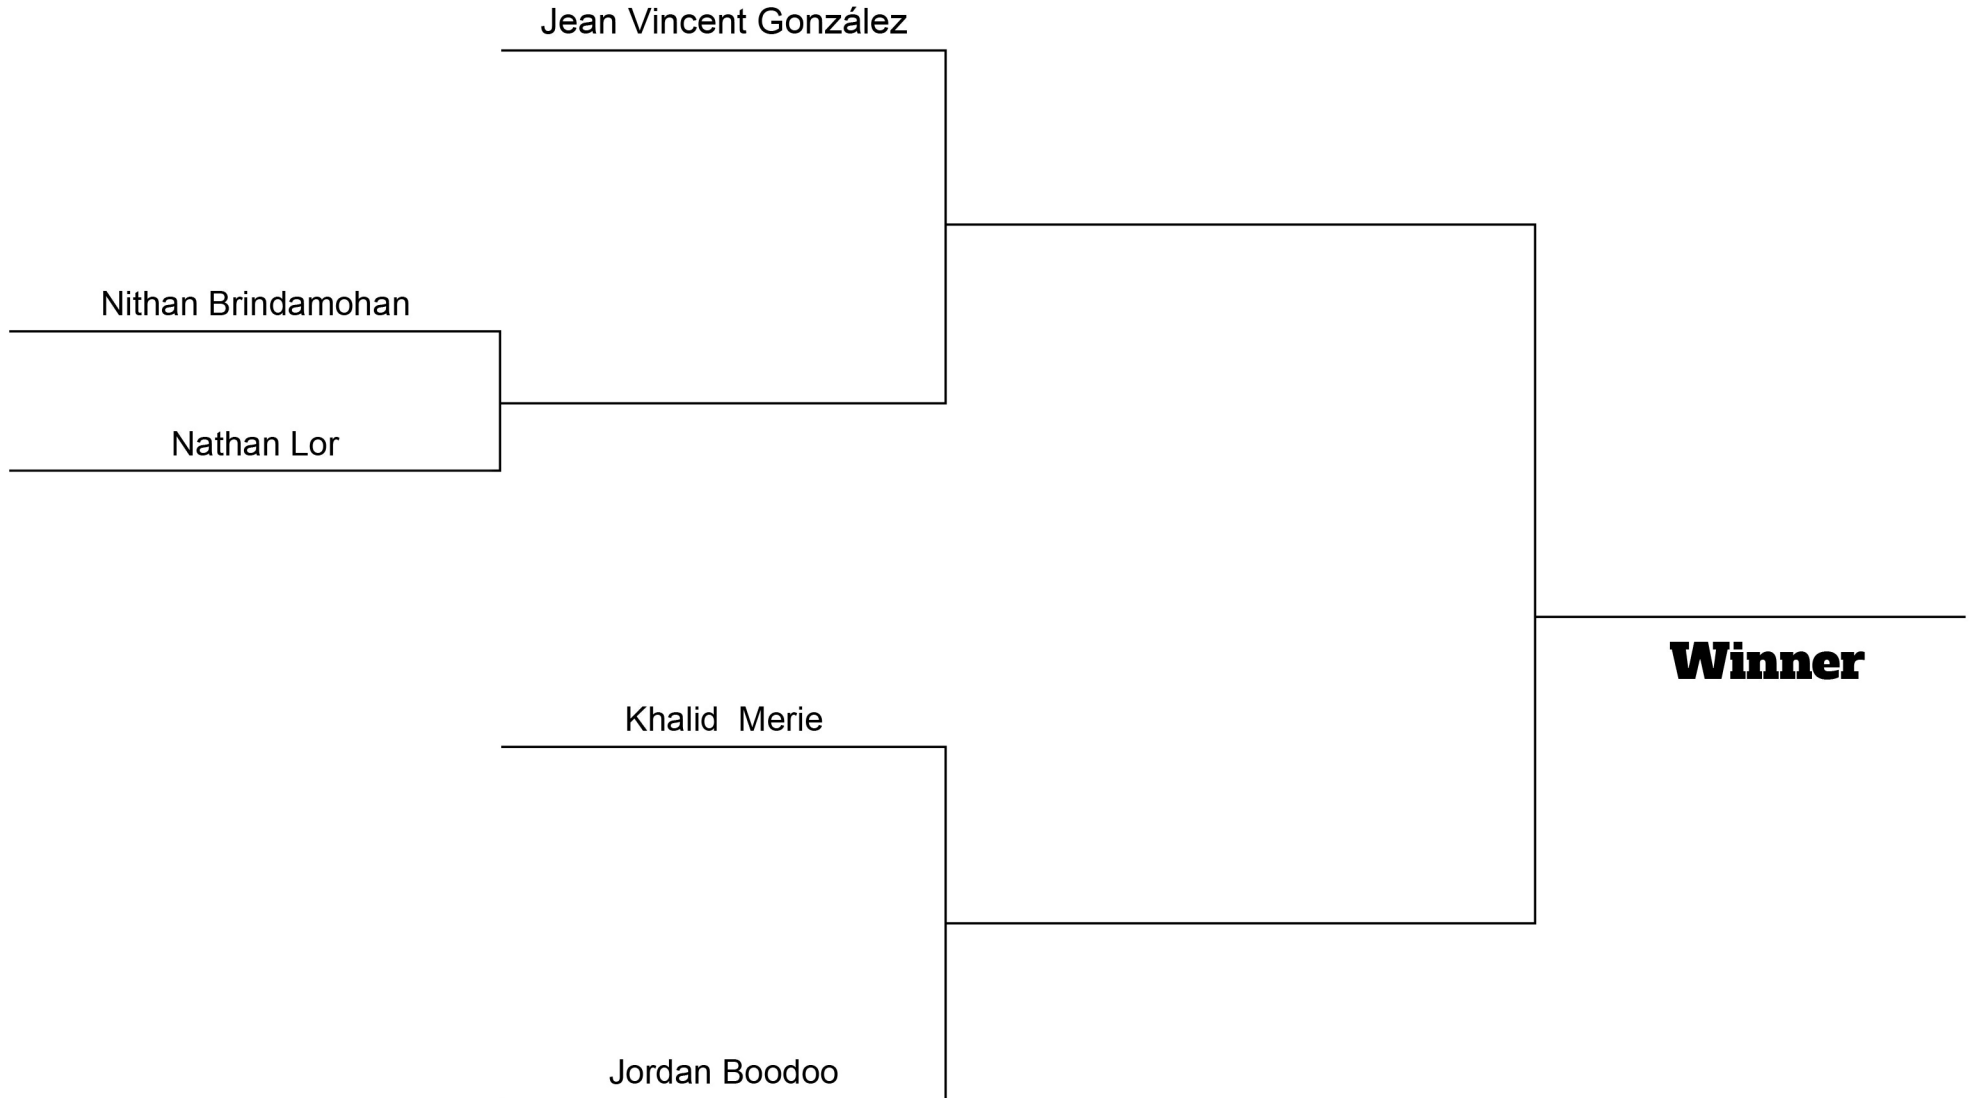 Jean Vincent González
Nithan Brindamohan
Nathan Lor
Winner
Khalid  Merie
Jordan Boodoo